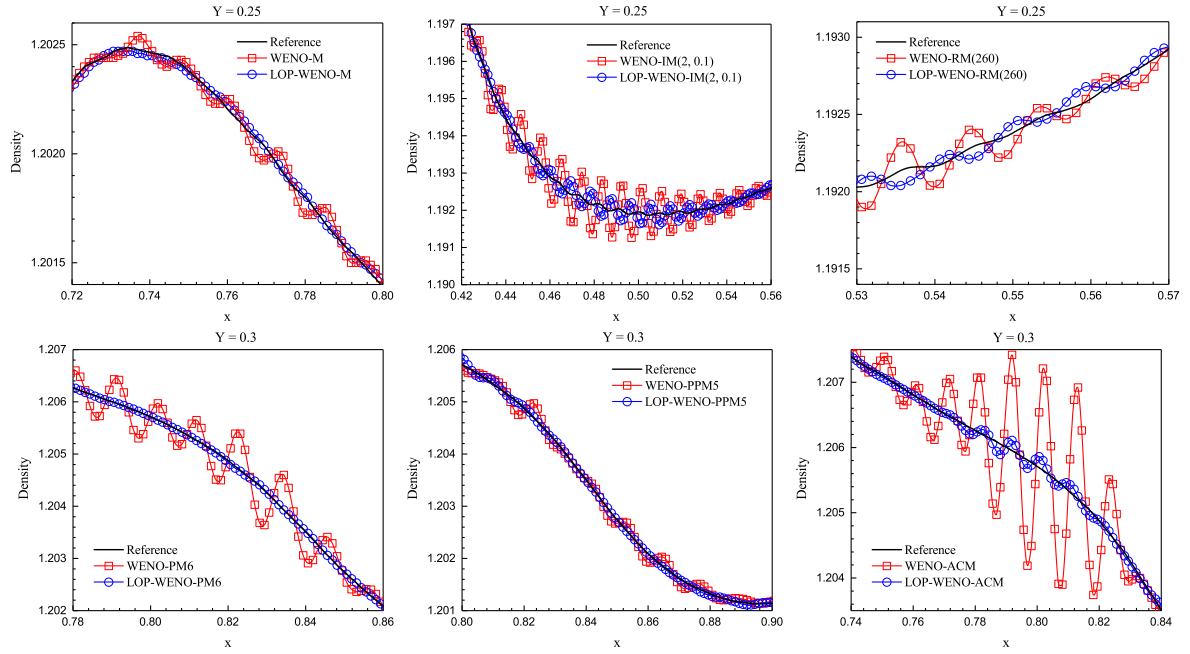 Y = 0.25
Reference
WENO-M
LOP-WENO-M
Density
1.2025
1.2020
1.2015
0.72 0.74 0.76 0.78 0.80
x
Y = 0.25
Reference
WENO-IM(2, 0.1)
LOP-WENO-IM(2, 0.1)
Density
1.197
1.196
1.195
1.194
1.193
1.192
1.191
1.190
0.42 0.44 0.46 0.48 0.50 0.52 0.54 0.56
x
Y = 0.25
Reference
WENO-RM(260)
LOP-WENO-RM(260)
Density
1.1930
1.1925
1.1920
1.1915
0.53 0.54 0.55 0.56 0.57
x
Y = 0.3
Density
1.207
1.206
1.205
1.204
1.203
1.202
Reference
WENO-PM6
LOP-WENO-PM6
0.78 0.80 0.82 0.84 0.86
x
Y = 0.3
Reference
WENO-PPM5
LOP-WENO-PPM5
Density
1.206
1.205
1.204
1.203
1.202
1.201
0.80 0.82 0.84 0.86 0.88 0.90
x
Y = 0.3
Density
1.207
1.206
1.205
1.204
Reference
WENO-ACM
LOP-WENO-ACM
0.74 0.76 0.78 0.80 0.82 0.84
x